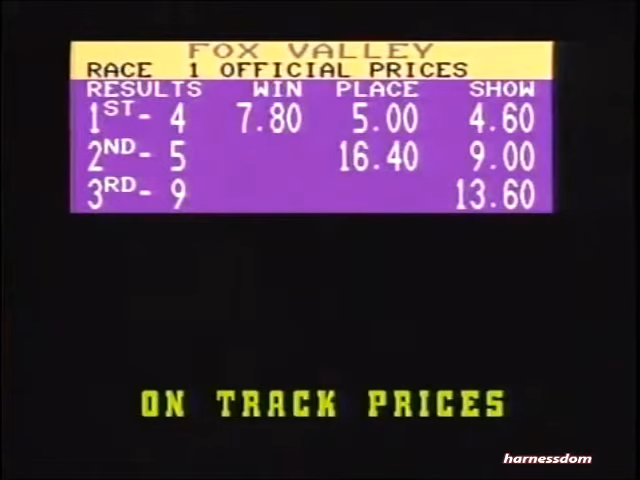 FOX VALLEY
RACE 1 OFFICIAL PRICES
RESULTS WIN PLACE SHOW
1ST- 4 7.80 5.00 4.60
2ND- 5 16.40 9.00
3RD- 9 13.60
ON TRACK PRICES
harnessdom